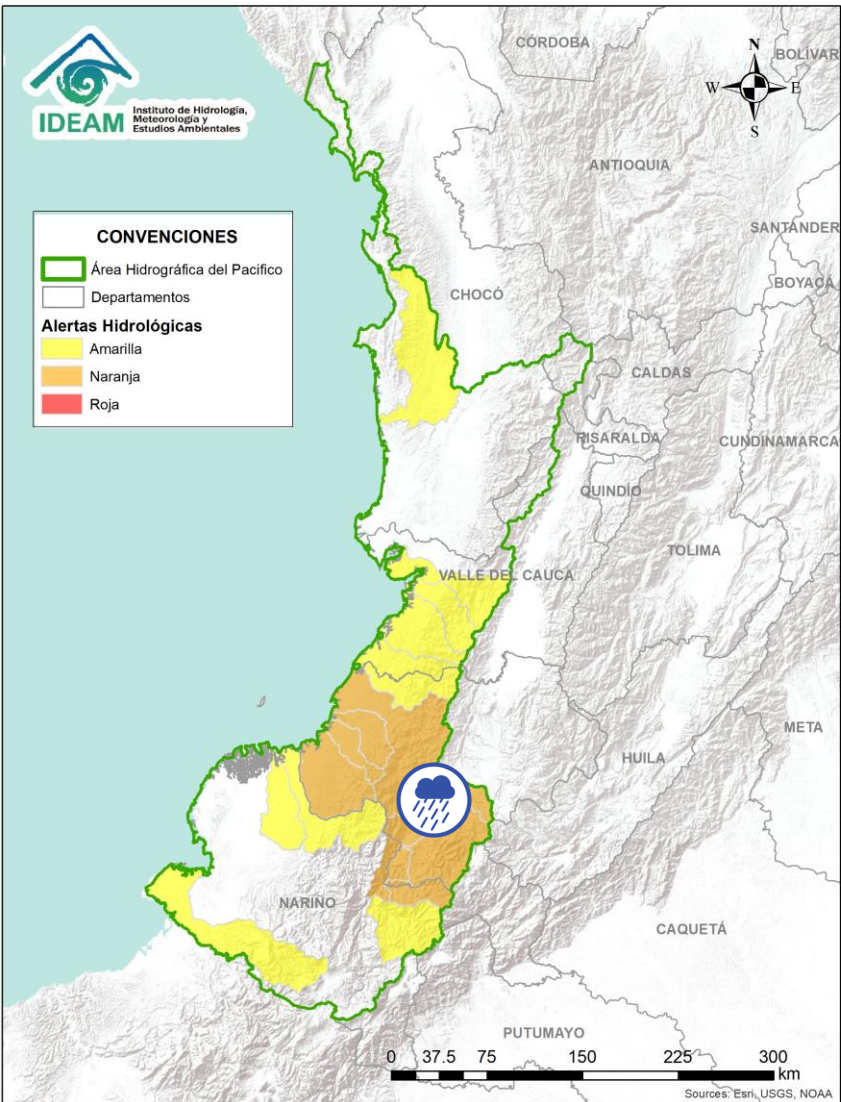 IDEAM
Instituto de Hidrología,
Meteorología y
Estudios Ambientales
CONVENCIONES
Área Hidrográfica del Pacifico
Departamentos
Alertas Hidrológicas
Amarilla
Naranja
Roja
N
W
E
S
CÓRDOBA
BOLÍVAR
ANTIOQUIA
SANTANDER
BOYACÁ
CHOCÓ
CALDAS
RISARALDA
CUNDINAMARCA
QUINDÍO
TOLIMA
VALLE DEL CAUCA
META
HUILA
NARIÑO
CAQUETÁ
PUTUMAYO
0 37.5 75 150 225 300
km
Sources: Esri, USGS, NOAA